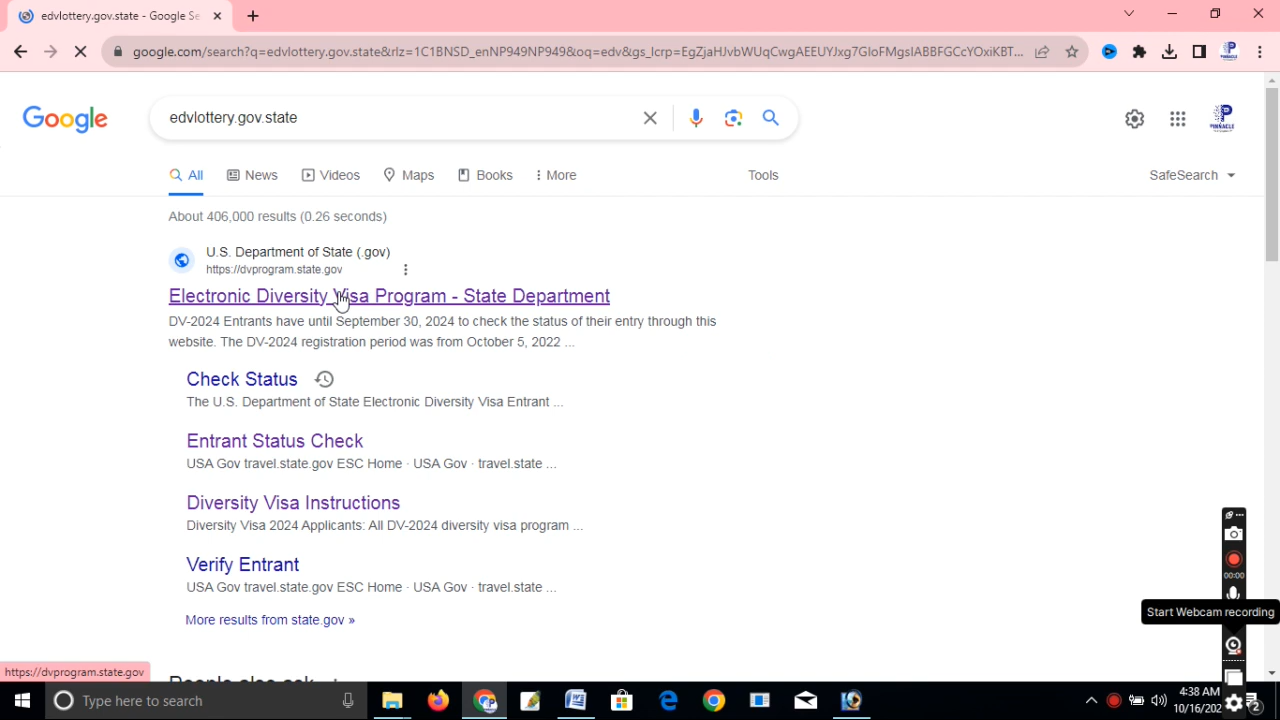 edvlottery.gov.state - Google Se
google.com/search?q=edvlottery.gov.state&rlz=1C1BNSD_enNP949NP949&oq=edv&gs_lcrp=EgZjaHJvbWUqCwgAEEUYJxg7GIoFMgsIABBFGCcYOxiKBT...
Google
edvlottery.gov.state
All
News
Videos
Maps
Books
More
Tools
SafeSearch
PINNACLE
About 406,000 results (0.26 seconds)
U.S. Department of State (.gov)
https://dvprogram.state.gov
Electronic Diversity Visa Program - State Department
DV-2024 Entrants have until September 30, 2024 to check the status of their entry through this
website. The DV-2024 registration period was from October 5, 2022 ...
Check Status
The U.S. Department of State Electronic Diversity Visa Entrant ...
Entrant Status Check
USA Gov travel.state.gov ESC Home · USA Gov · travel.state ...
Diversity Visa Instructions
Diversity Visa 2024 Applicants: All DV-2024 diversity visa program ...
Verify Entrant
USA Gov travel.state.gov ESC Home · USA Gov · travel.state ...
More results from state.gov »
00:00
Start Webcam recording
https://dvprogram.state.gov
Type here to search
4:38 AM
10/16/202
2